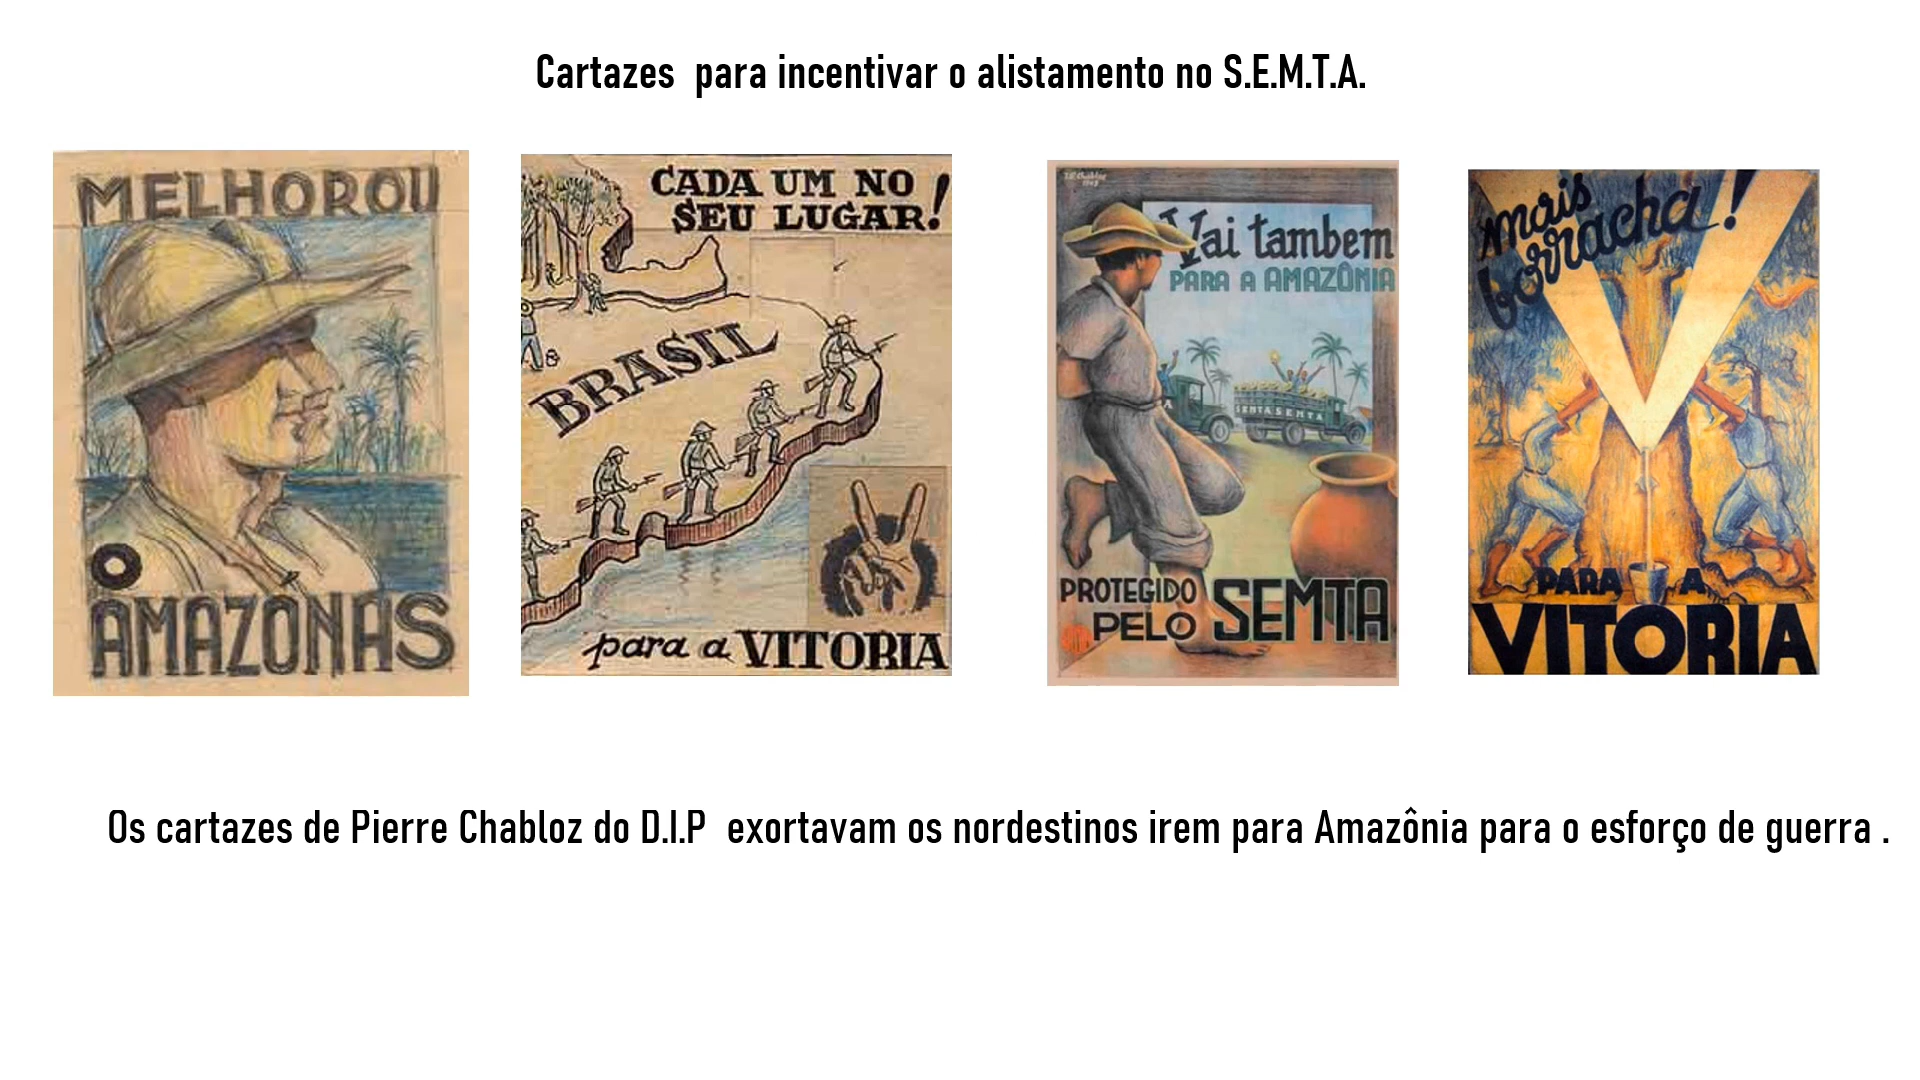 Cartazes para incentivar o alistamento no S.E.M.T.A.
MELHOROU
O
AMAZONAS
CADA UM NO
SEU LUGAR!
BRASIL
para a VITORIA
Vai tambem
PARA A AMAZÔNIA
SEMTA SEMTA
PROTEGIDO
PELO SEMTA
mais
borracha!
V
PARA A
VITORIA
Os cartazes de Pierre Chabloz do D.I.P exortavam os nordestinos irem para Amazônia para o esforço de guerra .